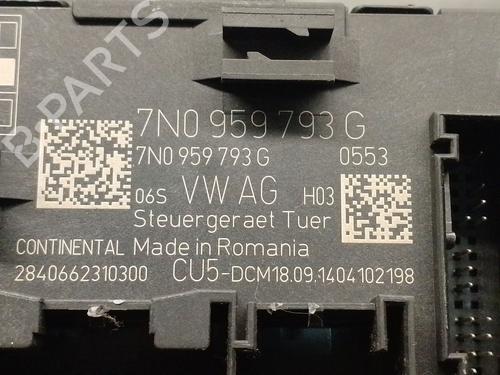 B-PARTS
7N0 959 793 G
7N0 959 793 G 0553
06S VW AG H03
Steuergeraet Tuer
CONTINENTAL Made in Romania
2840662310300 CU5-DCM18.09.1404102198